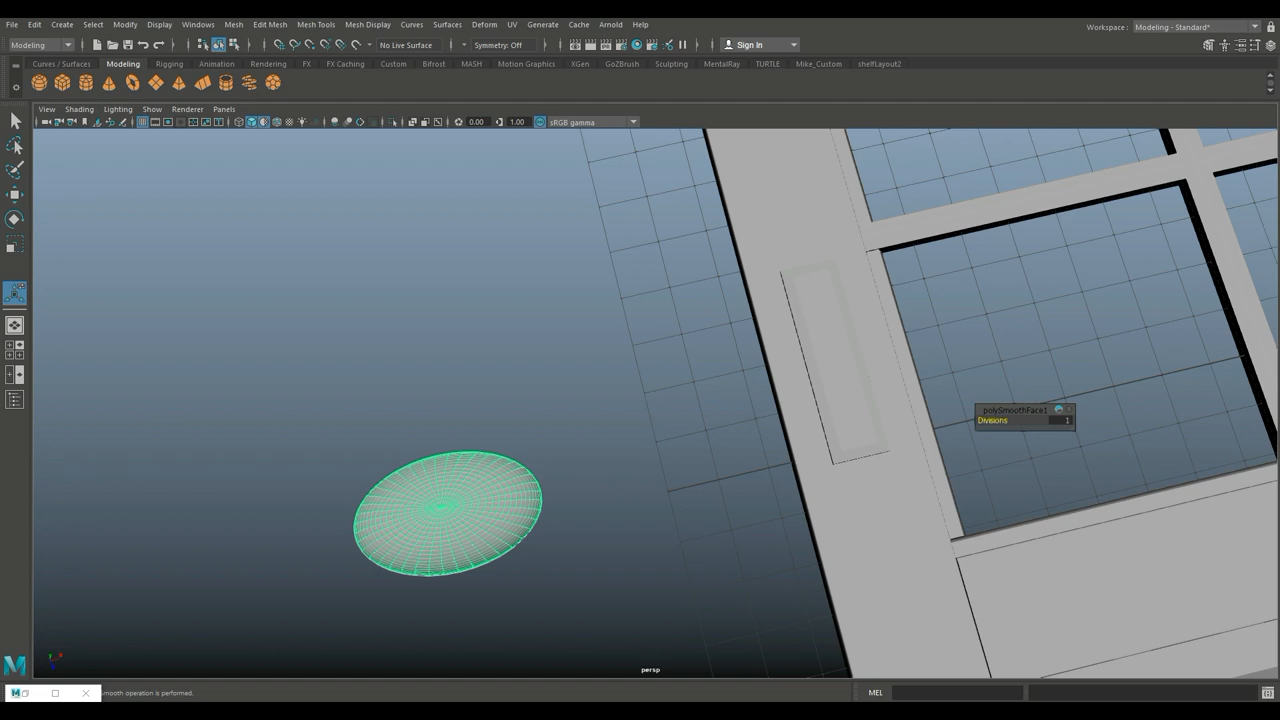 File Edit Create Select Modify Display Windows Mesh Edit Mesh Mesh Tools Mesh Display Curves Surfaces Deform UV Generate Cache Arnold Help
Workspace : Modeling - Standard*
Modeling No Live Surface Symmetry: Off Sign In
Curves / Surfaces Modeling Rigging Animation Rendering FX FX Caching Custom Bifrost MASH Motion Graphics XGen GoZBrush Sculpting MentalRay TURTLE Mike_Custom shelfLayout2
View Shading Lighting Show Renderer Panels
0.00 1.00 sRGB gamma
polySmoothFace1
Divisions 1
persp
mooth operation is performed.
MEL